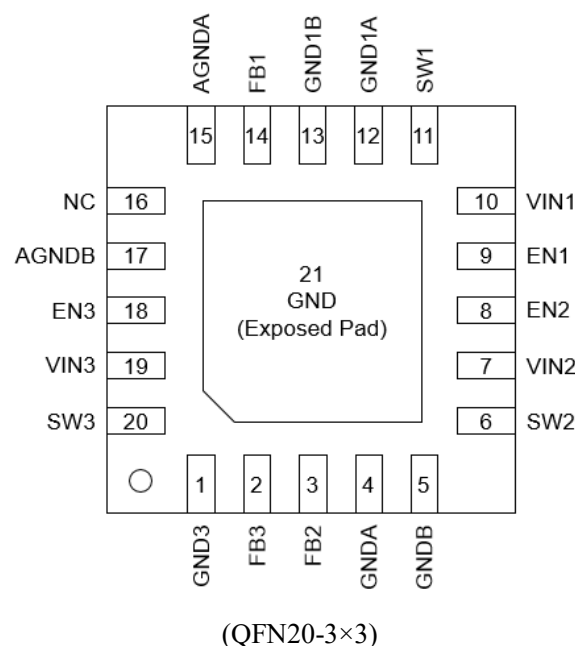 AGNDA FB1 GND1B GND1A SW1
15 14 13 12 11
NC 16 10 VIN1
AGNDB 17 9 EN1
21
GND
(Exposed Pad)
EN3 18 8 EN2
VIN3 19 7 VIN2
SW3 20 6 SW2
1 2 3 4 5
GND3 FB3 FB2 GNDA GNDB
(QFN20-3×3)